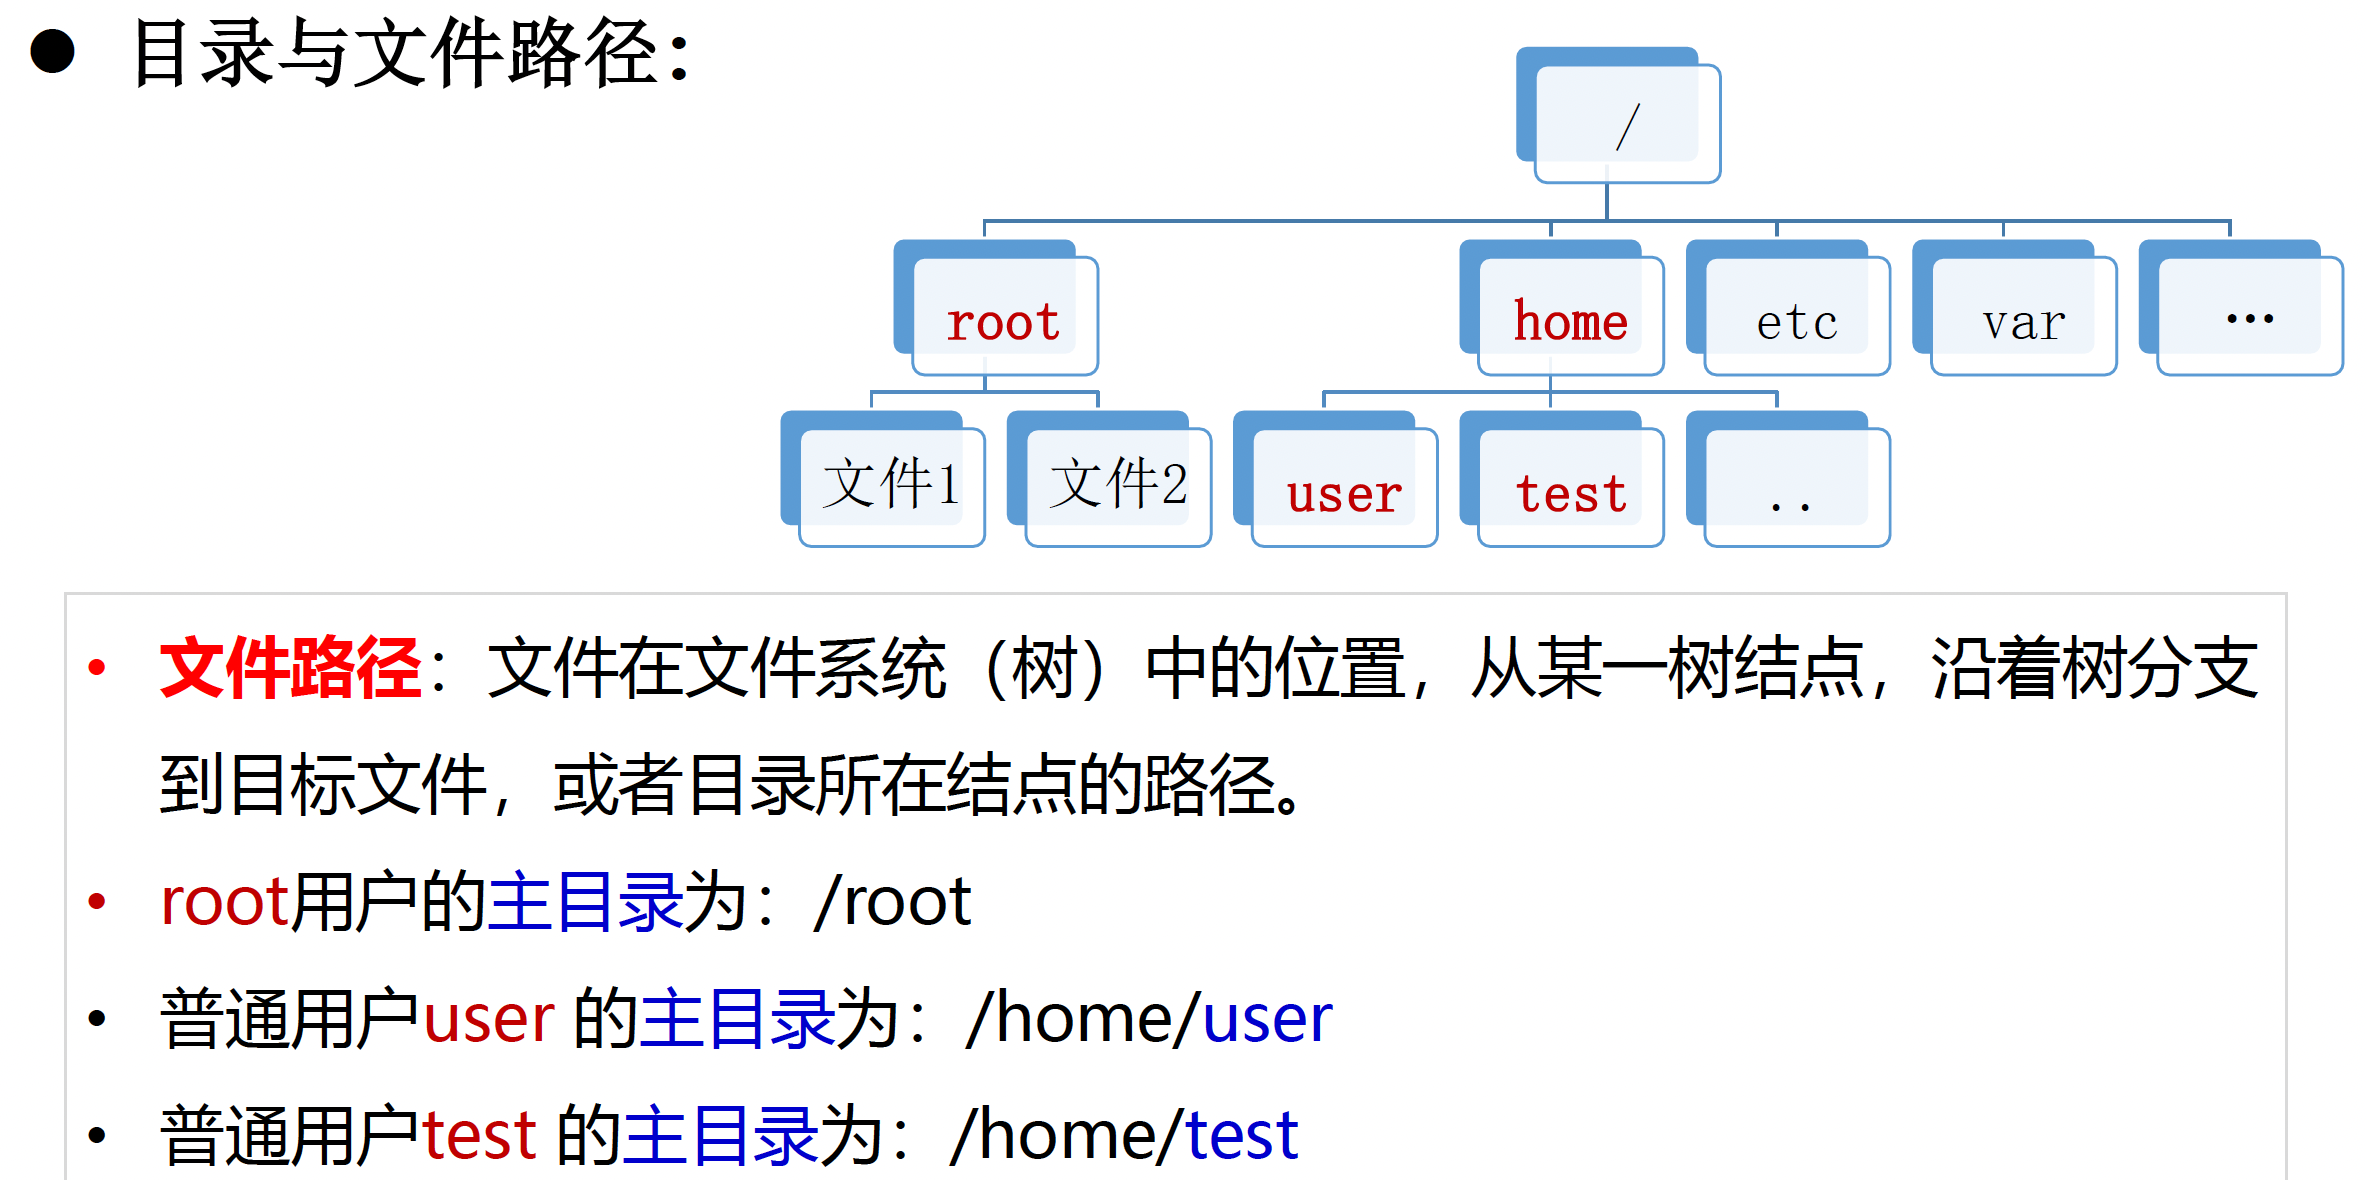 ● 目录与文件路径：
/
root home etc var …
文件1 文件2 user test ..
• 文件路径：文件在文件系统（树）中的位置，从某一树结点，沿着树分支
到目标文件，或者目录所在结点的路径。
• root用户的主目录为：/root
• 普通用户user 的主目录为：/home/user
• 普通用户test 的主目录为：/home/test